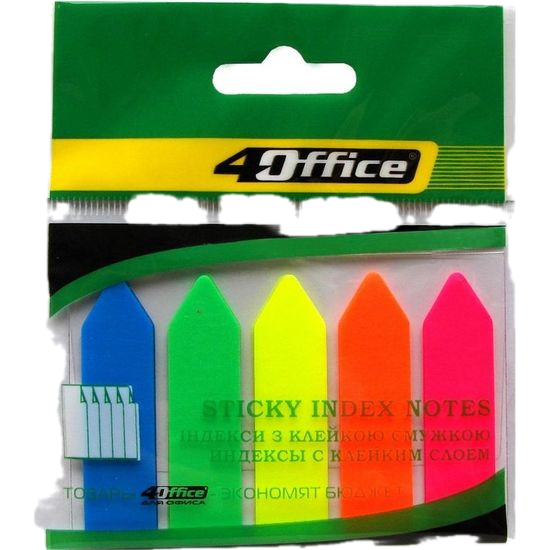 4Office®
STICKY INDEX NOTES
ІНДЕКСИ З КЛЕЙКОЮ СМУЖКОЮ
ИНДЕКСЫ С КЛЕЙКИМ СЛОЕМ
ТОВАРЫ 4Office ДЛЯ ОФИСА - ЭКОНОМЯТ БЮДЖЕТ